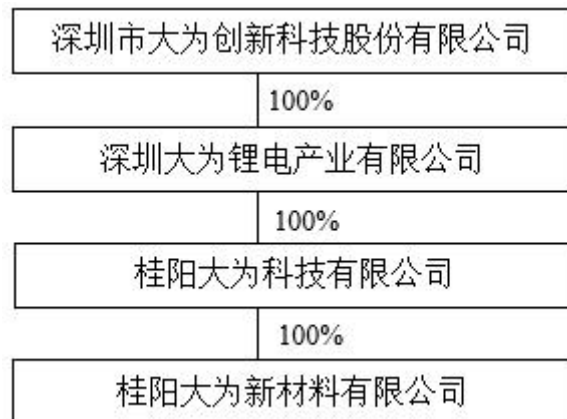 深圳市大为创新科技股份有限公司
100%
深圳大为锂电产业有限公司
100%
桂阳大为科技有限公司
100%
桂阳大为新材料有限公司